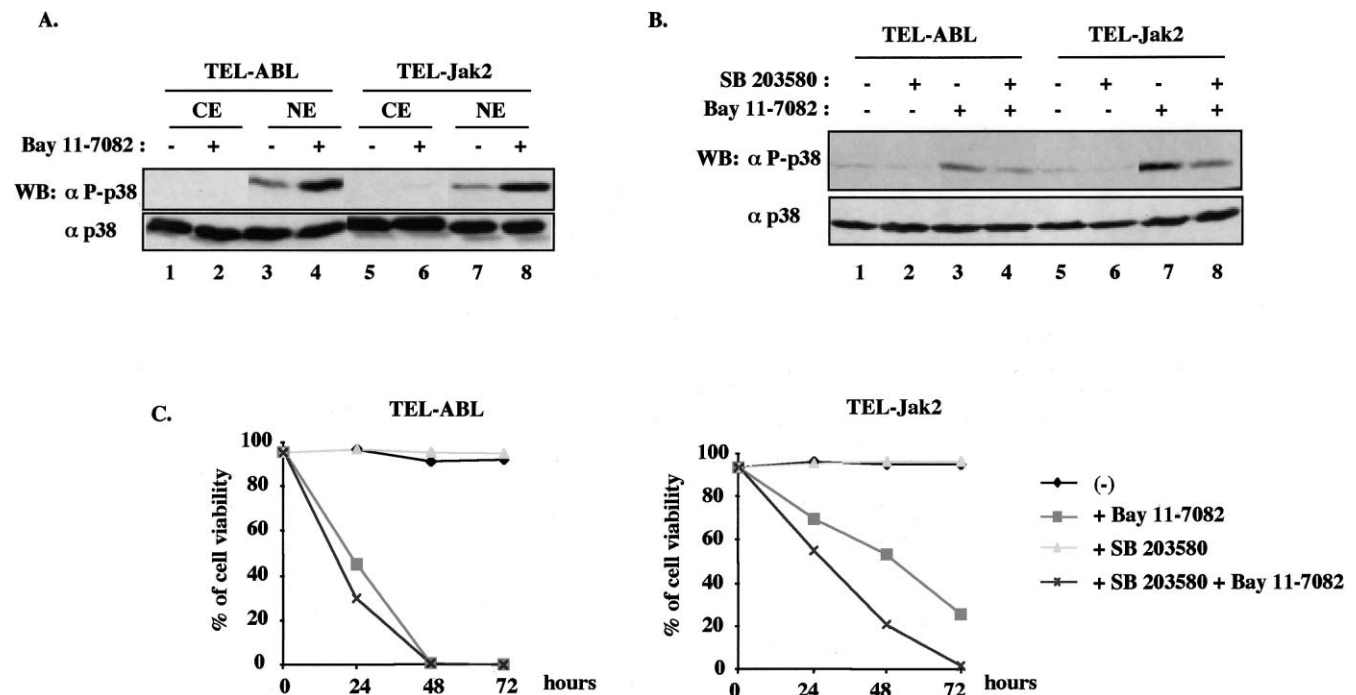 A.
TEL-ABL TEL-Jak2
CE NE CE NE
Bay 11-7082 : - + - + - + - +
WB: α P-p38
α p38
1 2 3 4 5 6 7 8
B.
TEL-ABL TEL-Jak2
SB 203580 : - + - + - + - +
Bay 11-7082 : - - + + - - + +
WB: α P-p38
α p38
1 2 3 4 5 6 7 8
C.
TEL-ABL
% of cell viability
100
80
60
40
20
0
0 24 48 72 hours
TEL-Jak2
% of cell viability
100
80
60
40
20
0
0 24 48 72 hours
(-)
+ Bay 11-7082
+ SB 203580
+ SB 203580 + Bay 11-7082